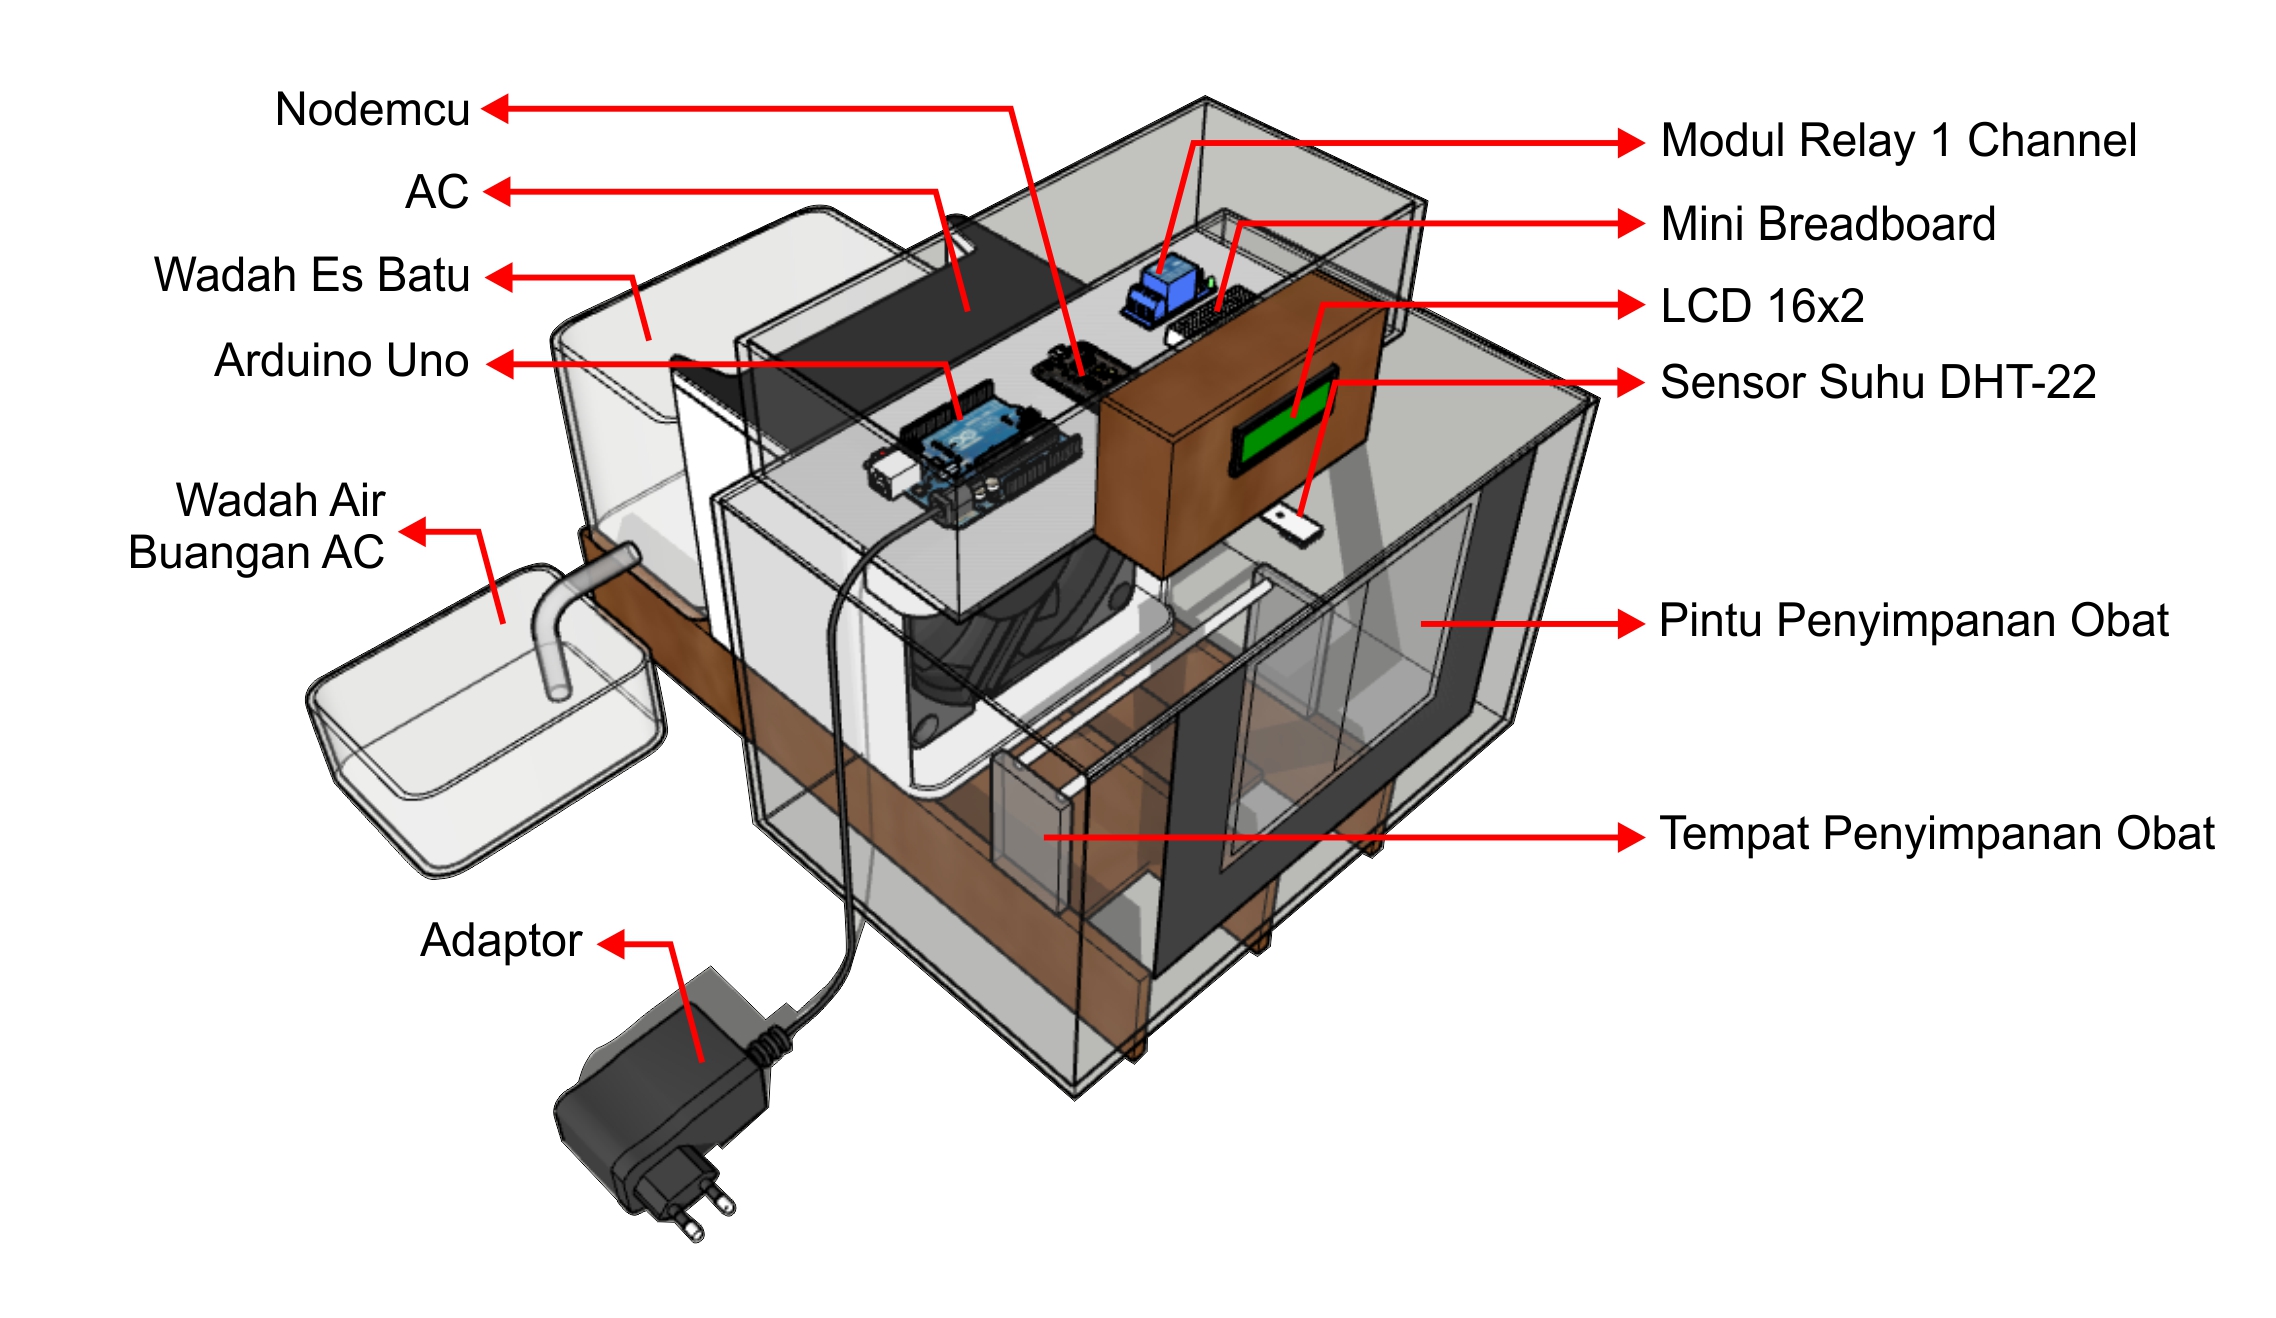 Nodemcu
AC
Wadah Es Batu
Arduino Uno
Wadah Air
Buangan AC
Adaptor
Modul Relay 1 Channel
Mini Breadboard
LCD 16x2
Sensor Suhu DHT-22
Pintu Penyimpanan Obat
Tempat Penyimpanan Obat